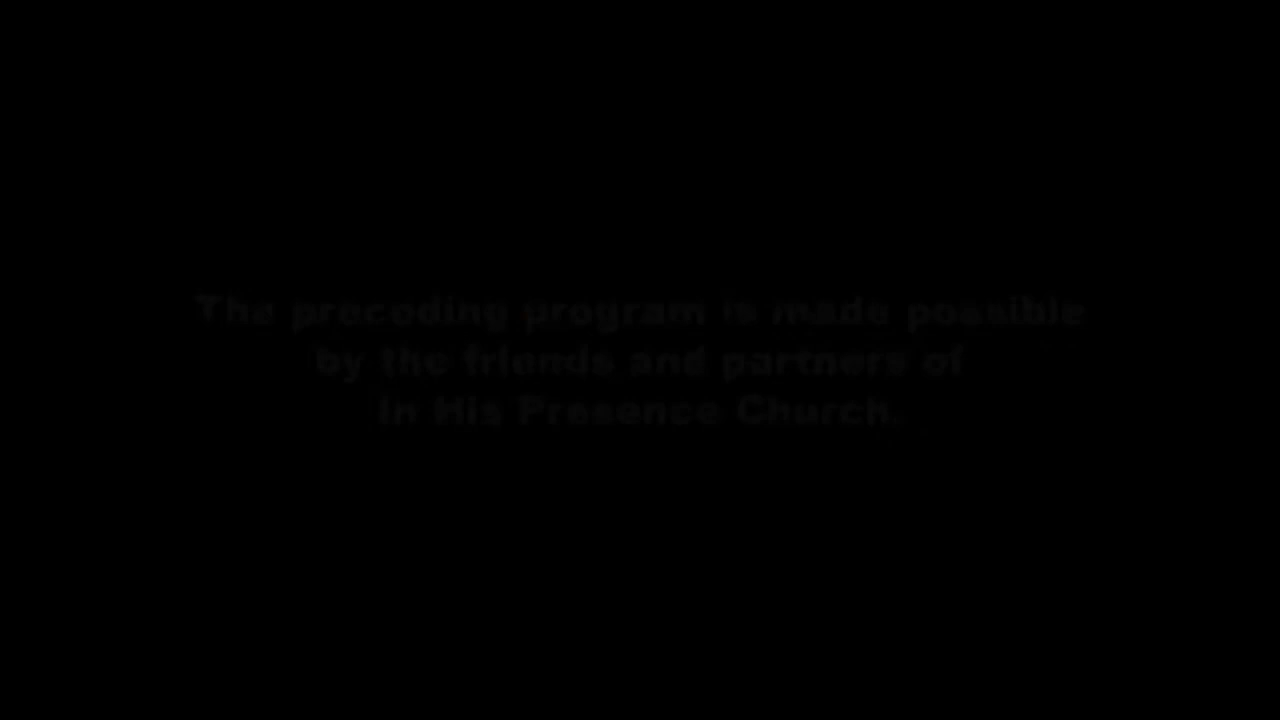 The preceding program is made possible
by the friends and partners of
In His Presence Church.